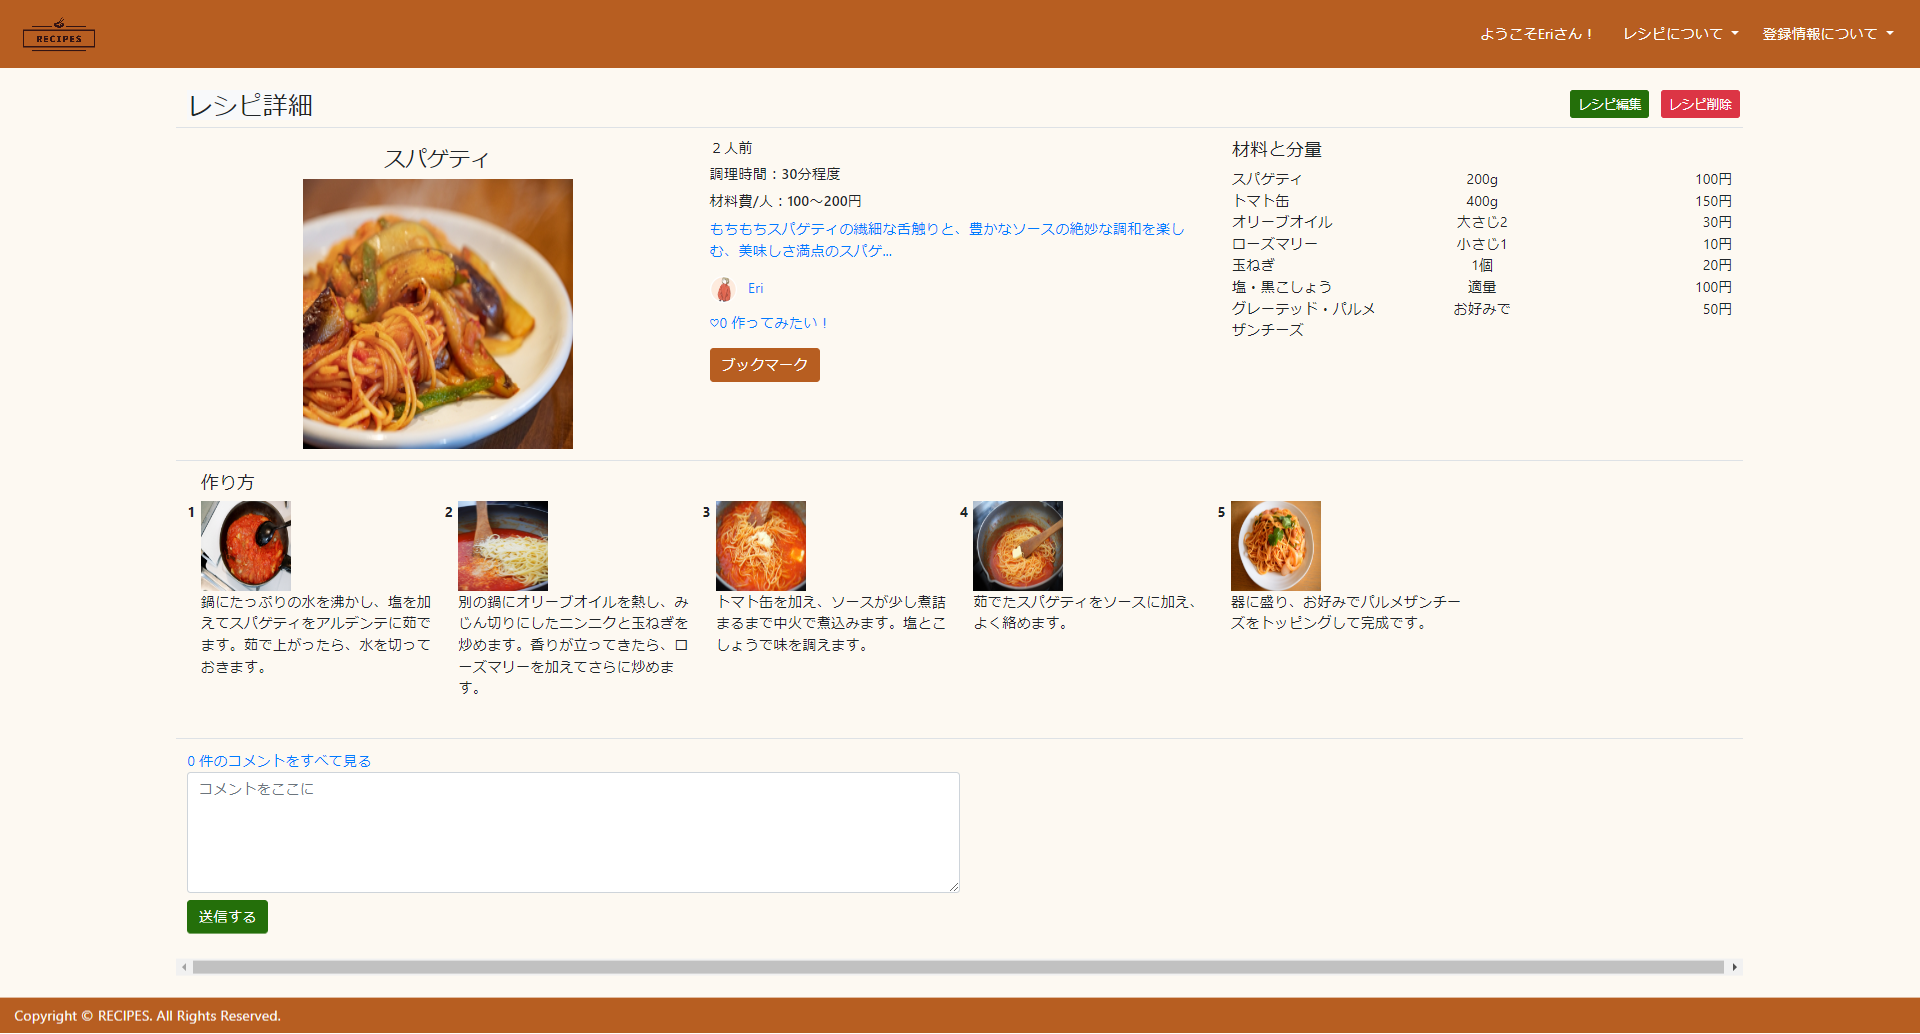 RECIPES
ようこそEriさん！
レシピについて
登録情報について
レシピ詳細
レシピ編集
レシピ削除
スパゲティ
2 人前
調理時間：30分程度
材料費/人：100～200円
もちもちスパゲティの繊細な舌触りと、豊かなソースの絶妙な調和を楽し
む、美味しさ満点のスパゲ...
Eri
♡0 作ってみたい！
ブックマーク
材料と分量
スパゲティ 200g 100円
トマト缶 400g 150円
オリーブオイル 大さじ2 30円
ローズマリー 小さじ1 10円
玉ねぎ 1個 20円
塩・黒こしょう 適量 100円
グレーテッド・パルメ お好みで 50円
ザンチーズ
作り方
1
鍋にたっぷりの水を沸かし、塩を加
えてスパゲティをアルデンテに茹で
ます。茹で上がったら、水を切って
おきます。
2
別の鍋にオリーブオイルを熱し、み
じん切りにしたニンニクと玉ねぎを
炒めます。香りが立ってきたら、ロ
ーズマリーを加えてさらに炒めま
す。
3
トマト缶を加え、ソースが少し煮詰
まるまで中火で煮込みます。塩とこ
しょうで味を調えます。
4
茹でたスパゲティをソースに加え、
よく絡めます。
5
器に盛り、お好みでパルメザンチー
ズをトッピングして完成です。
0 件のコメントをすべて見る
コメントをここに
送信する
Copyright © RECIPES. All Rights Reserved.